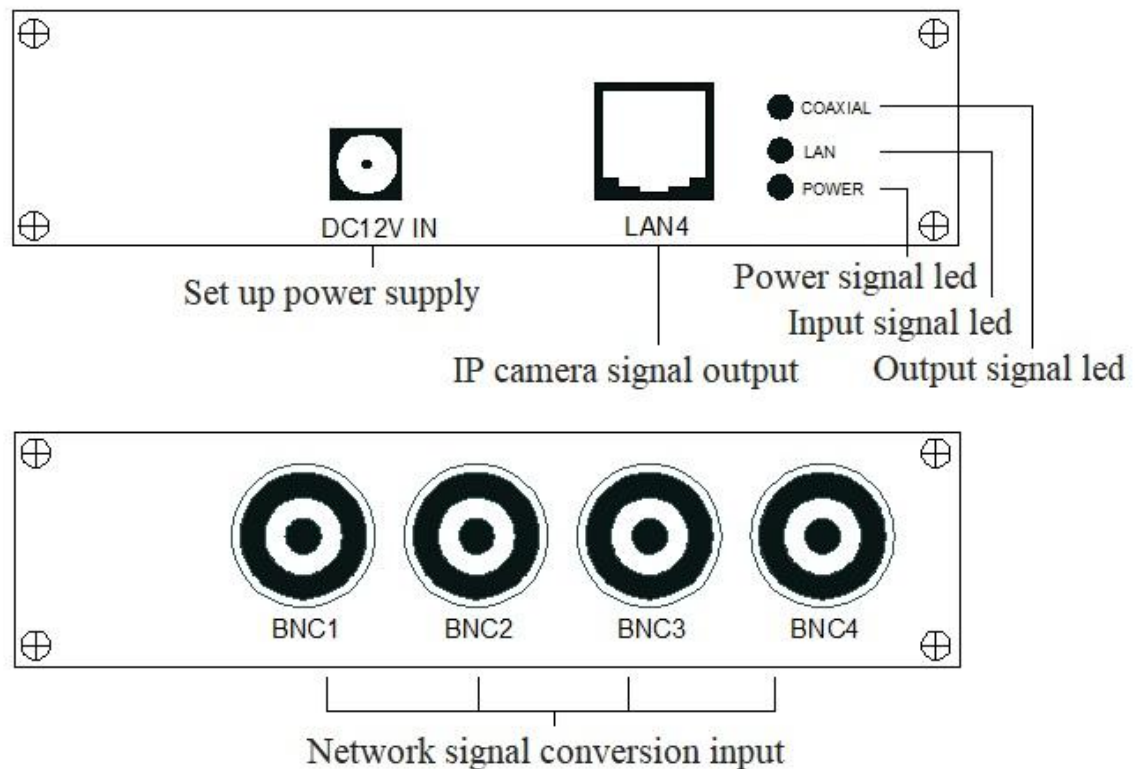 COAXIAL
LAN
POWER
DC12V IN
LAN4
Set up power supply
Power signal led
Input signal led
IP camera signal output
Output signal led
BNC1
BNC2
BNC3
BNC4
Network signal conversion input